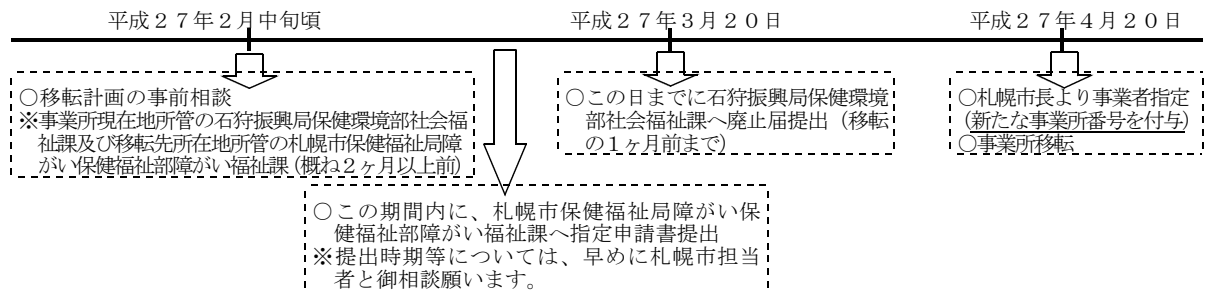 平成２７年２月中旬頃
平成２７年３月２０日
平成２７年４月２０日
○移転計画の事前相談
※事業所現在地所管の石狩振興局保健環境部社会福
祉課及び移転先所在地所管の札幌市保健福祉局障
がい保健福祉部障がい福祉課（概ね２ヶ月以上前）
○この日までに石狩振興局保健環境
部社会福祉課へ廃止届提出（移転
の１ヶ月前まで）
○札幌市長より事業者指定
（新たな事業所番号を付与）
○事業所移転
○この期間内に、札幌市保健福祉局障がい保
健福祉部障がい福祉課へ指定申請書提出
※提出時期等については、早めに札幌市担当
者と御相談願います。